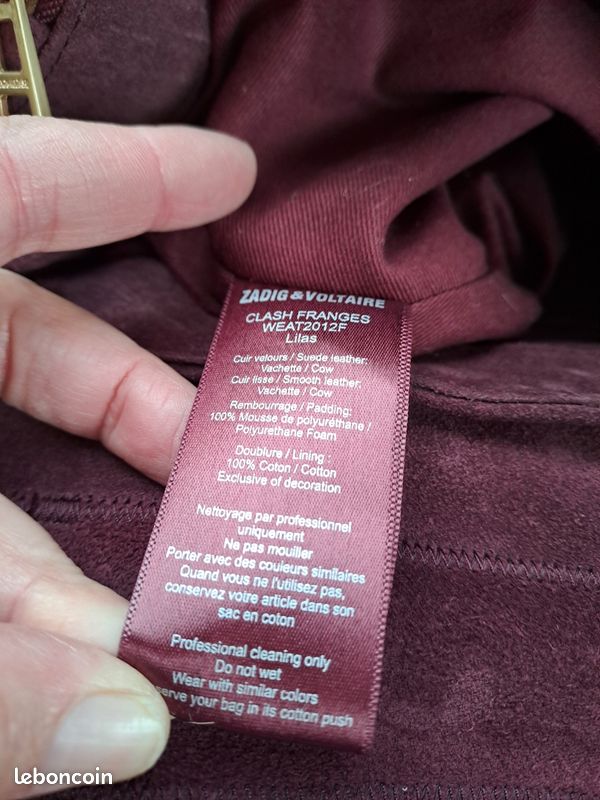 ZADIG & VOLTAIRE
CLASH FRANGES
WEAT2012F
Lilas
Cuir velours / Suede leather:
Vachette / Cow
Cuir lisse / Smooth leather:
Vachette / Cow
Rembourrage / Padding:
100% Mousse de polyuréthane /
Polyurethane Foam
Doublure / Lining :
100% Coton / Cotton
Exclusive of decoration
Nettoyage par professionnel
uniquement
Ne pas mouiller
Porter avec des couleurs similaires
Quand vous ne l'utilizez pas,
conservez votre article dans son
sac en coton
Professional cleaning only
Do not wet
Wear with similar colors
serve your bag in its cotton push
leboncoin